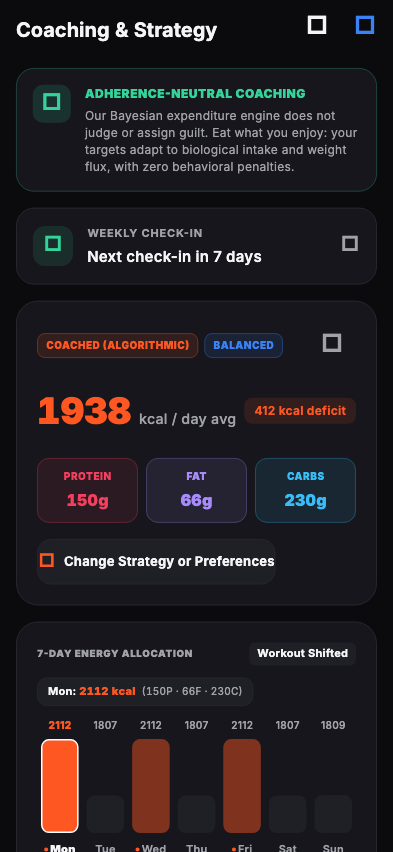 Coaching & Strategy
ADHERENCE-NEUTRAL COACHING
Our Bayesian expenditure engine does not
judge or assign guilt. Eat what you enjoy: your
targets adapt to biological intake and weight
flux, with zero behavioral penalties.
WEEKLY CHECK-IN
Next check-in in 7 days
COACHED (ALGORITHMIC) BALANCED
1938 kcal / day avg 412 kcal deficit
PROTEIN FAT CARBS
150g 66g 230g
Change Strategy or Preferences
7-DAY ENERGY ALLOCATION Workout Shifted
Mon: 2112 kcal (150P · 66F · 230C)
2112 1807 2112 1807 2112 1807 1809
•Mon Tue •Wed Thu •Fri Sat Sun